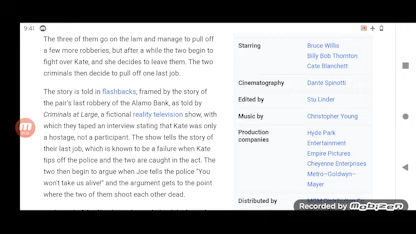 9:41
The three of them go on the lam and manage to pull off
a few more robberies, but after a while the two begin to
fight over Kate, and she decides to leave them. The two
criminals then decide to pull off one last job.
The story is told in flashbacks, framed by the story of
the pair's last robbery of the Alamo Bank, as told by
Criminals at Large, a fictional reality television show, with
which they taped an interview stating that Kate was only
a hostage, not a participant. The show tells the story of
their last job, which is known to be a failure when Kate
tips off the police and the two are caught in the act. The
two then begin to argue when Joe tells the police "You
won't take us alive!" and the argument gets to the point
where the two of them shoot each other dead.
Starring Bruce Willis
Billy Bob Thornton
Cate Blanchett
Cinematography Dante Spinotti
Edited by Stu Linder
Music by Christopher Young
Production companies Hyde Park
Entertainment
Empire Pictures
Cheyenne Enterprises
Metro-Goldwyn-
Mayer
Distributed by
Recorded by Mobizen